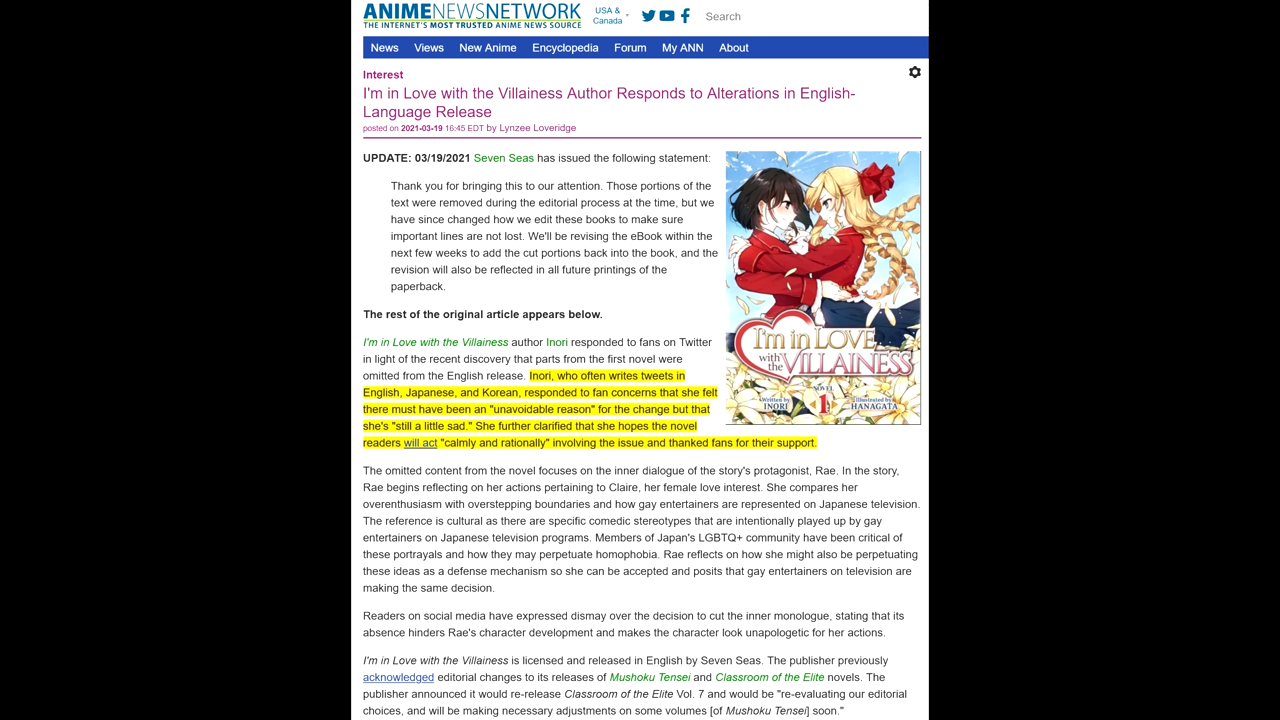 ANIMENEWSNETWORK
THE INTERNET'S MOST TRUSTED ANIME NEWS SOURCE
USA &
Canada
Search
News Views New Anime Encyclopedia Forum My ANN About
Interest
I'm in Love with the Villainess Author Responds to Alterations in English-
Language Release
posted on 2021-03-19 16:45 EDT by Lynzee Loveridge
UPDATE: 03/19/2021 Seven Seas has issued the following statement:
Thank you for bringing this to our attention. Those portions of the
text were removed during the editorial process at the time, but we
have since changed how we edit these books to make sure
important lines are not lost. We'll be revising the eBook within the
next few weeks to add the cut portions back into the book, and the
revision will also be reflected in all future printings of the
paperback.
The rest of the original article appears below.
I'm in Love with the Villainess author Inori responded to fans on Twitter
in light of the recent discovery that parts from the first novel were
omitted from the English release. Inori, who often writes tweets in
English, Japanese, and Korean, responded to fan concerns that she felt
there must have been an "unavoidable reason" for the change but that
she's "still a little sad." She further clarified that she hopes the novel
readers will act "calmly and rationally" involving the issue and thanked fans for their support.
I'm in LOVE
with the VILLAINESS
NOVEL
1
Written by
INORI
Illustrated by
HANAGATA
The omitted content from the novel focuses on the inner dialogue of the story's protagonist, Rae. In the story,
Rae begins reflecting on her actions pertaining to Claire, her female love interest. She compares her
overenthusiasm with overstepping boundaries and how gay entertainers are represented on Japanese television.
The reference is cultural as there are specific comedic stereotypes that are intentionally played up by gay
entertainers on Japanese television programs. Members of Japan's LGBTQ+ community have been critical of
these portrayals and how they may perpetuate homophobia. Rae reflects on how she might also be perpetuating
these ideas as a defense mechanism so she can be accepted and posits that gay entertainers on television are
making the same decision.
Readers on social media have expressed dismay over the decision to cut the inner monologue, stating that its
absence hinders Rae's character development and makes the character look unapologetic for her actions.
I'm in Love with the Villainess is licensed and released in English by Seven Seas. The publisher previously
acknowledged editorial changes to its releases of Mushoku Tensei and Classroom of the Elite novels. The
publisher announced it would re-release Classroom of the Elite Vol. 7 and would be "re-evaluating our editorial
choices, and will be making necessary adjustments on some volumes [of Mushoku Tensei] soon."